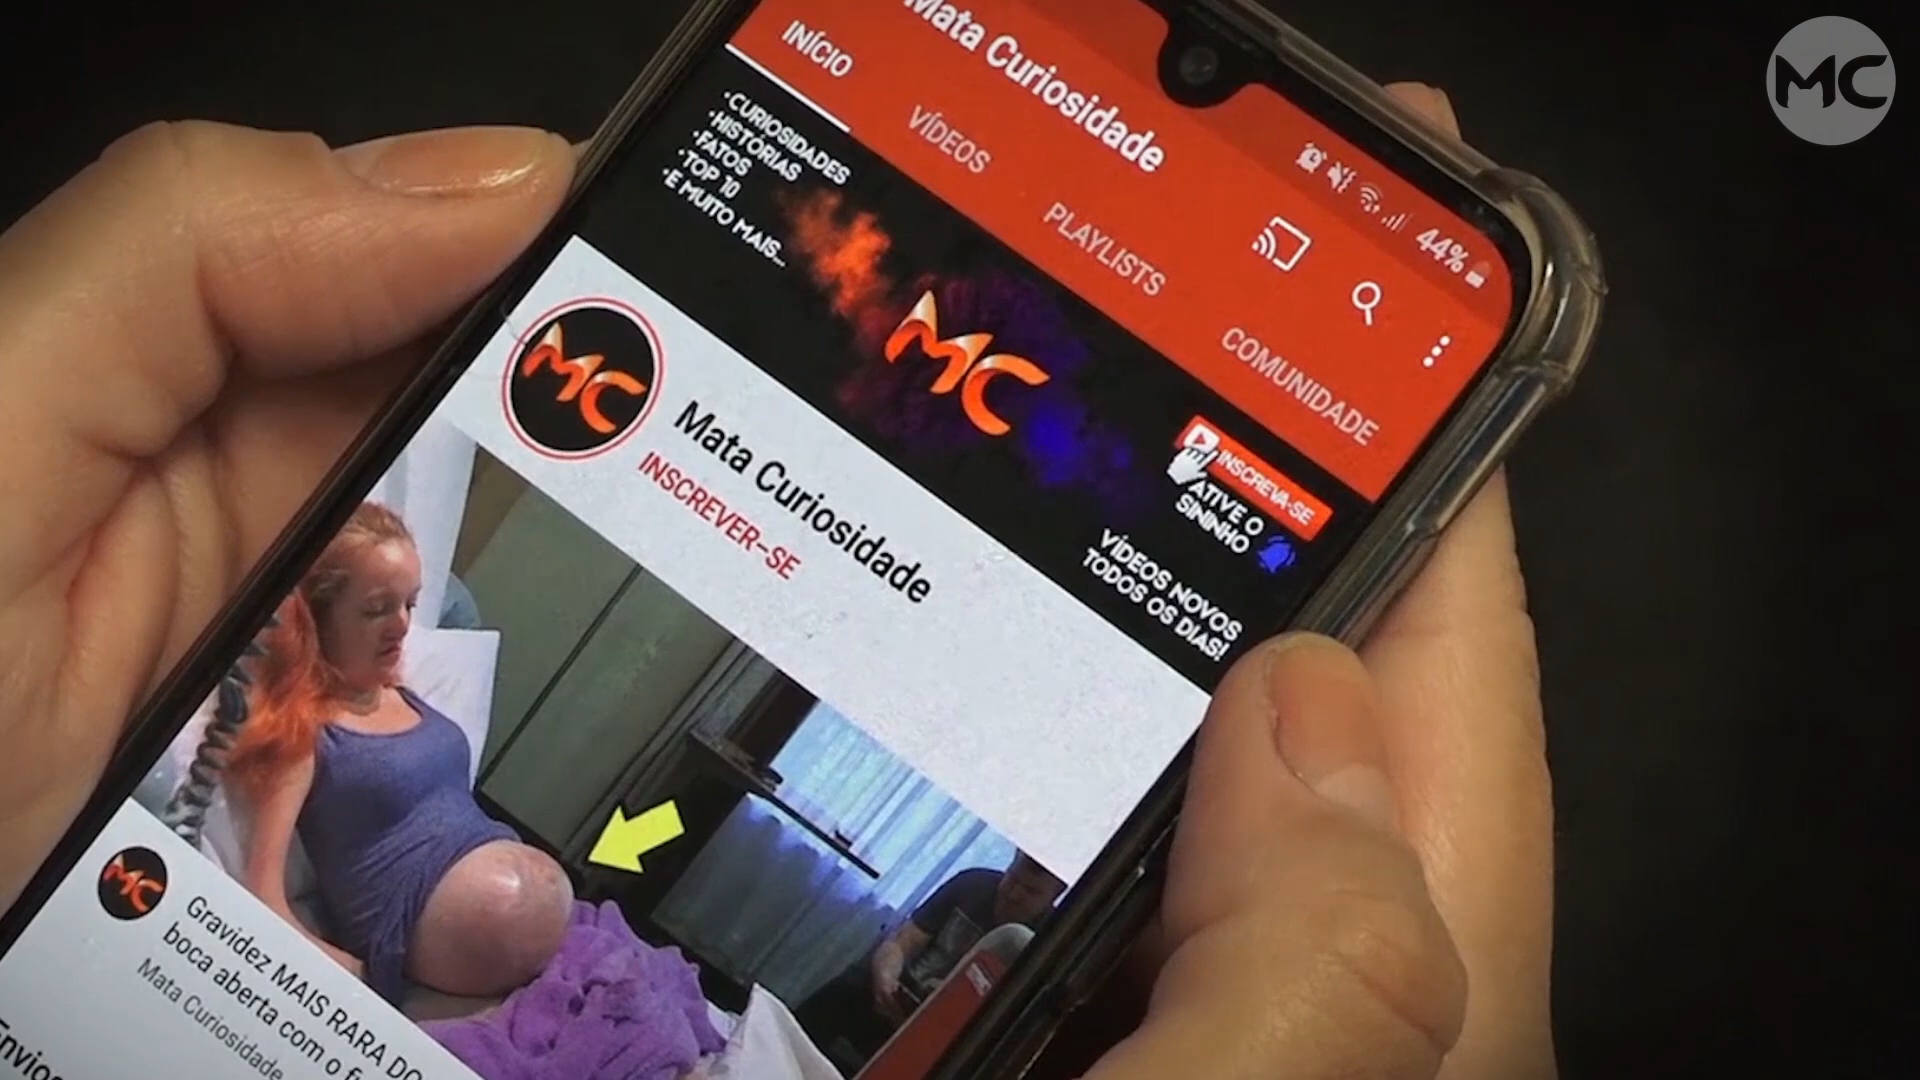 MC
Mata Curiosidade
44%
INÍCIO
VÍDEOS
PLAYLISTS
COMUNIDADE
•CURIOSIDADES
•HISTÓRIAS
•FATOS
•TOP 10
•E MUITO MAIS...
MC
INSCREVA-SE
ATIVE O
SININHO
VÍDEOS NOVOS
TODOS OS DIAS!
MC
Mata Curiosidade
INSCREVER-SE
MC
Gravidez MAIS RARA DO
boca aberta com o
Mata Curiosidade